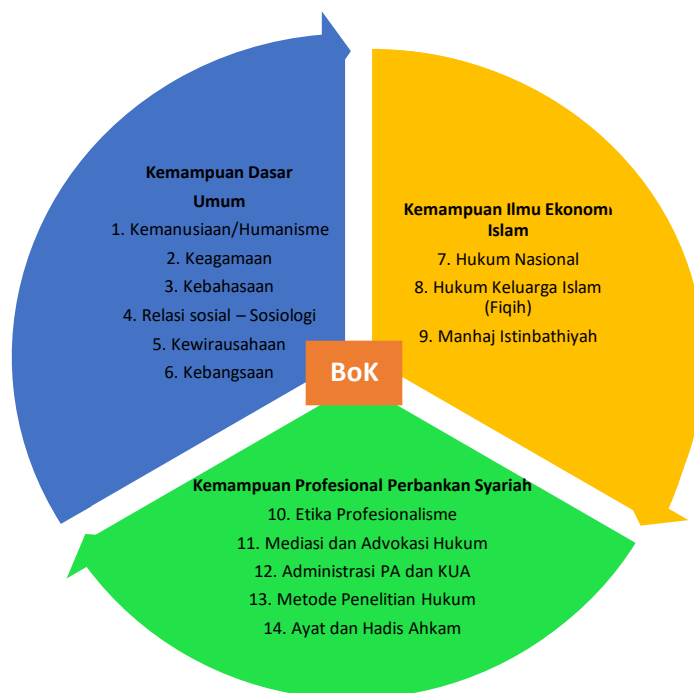 Kemampuan Dasar
Umum
1. Kemanusiaan/Humanisme
2. Keagamaan
3. Kebahasaan
4. Relasi sosial – Sosiologi
5. Kewirausahaan
6. Kebangsaan
Kemampuan Ilmu Ekonomi
Islam
7. Hukum Nasional
8. Hukum Keluarga Islam
(Fiqih)
9. Manhaj Istinbathiyah
BoK
Kemampuan Profesional Perbankan Syariah
10. Etika Profesionalisme
11. Mediasi dan Advokasi Hukum
12. Administrasi PA dan KUA
13. Metode Penelitian Hukum
14. Ayat dan Hadis Ahkam